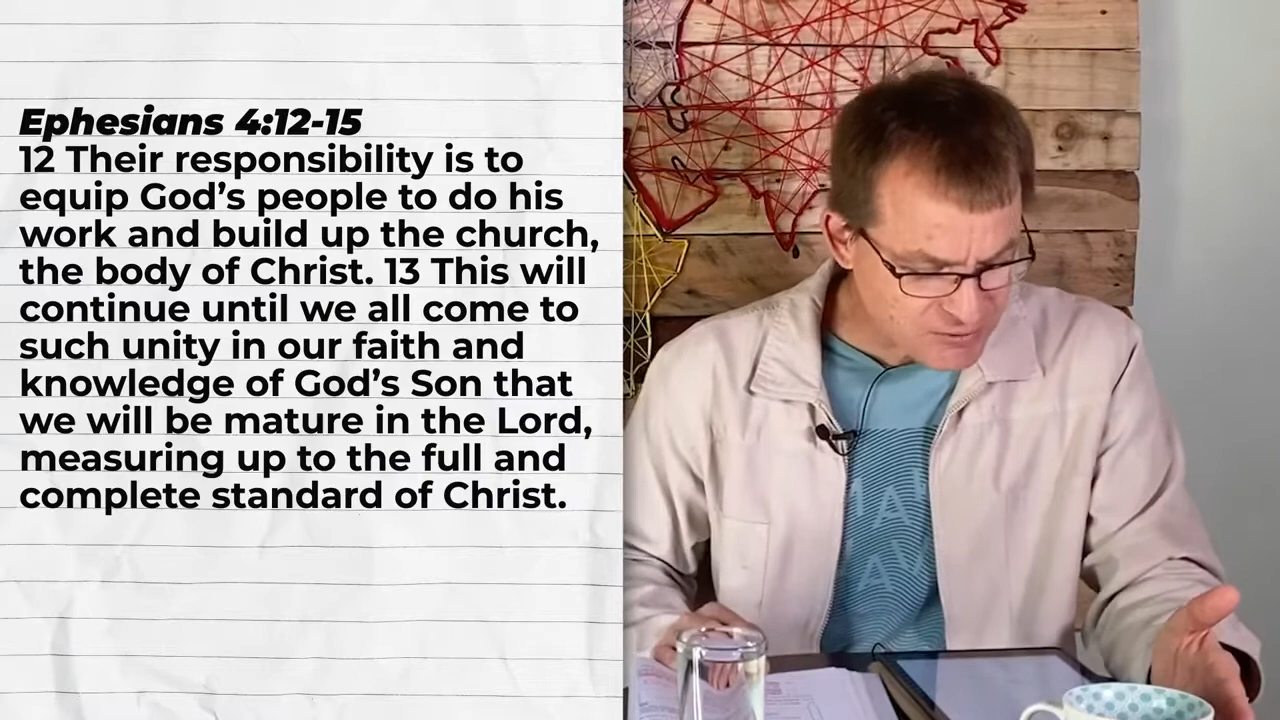 Ephesians 4:12-15
12 Their responsibility is to
equip God’s people to do his
work and build up the church,
the body of Christ. 13 This will
continue until we all come to
such unity in our faith and
knowledge of God’s Son that
we will be mature in the Lord,
measuring up to the full and
complete standard of Christ.